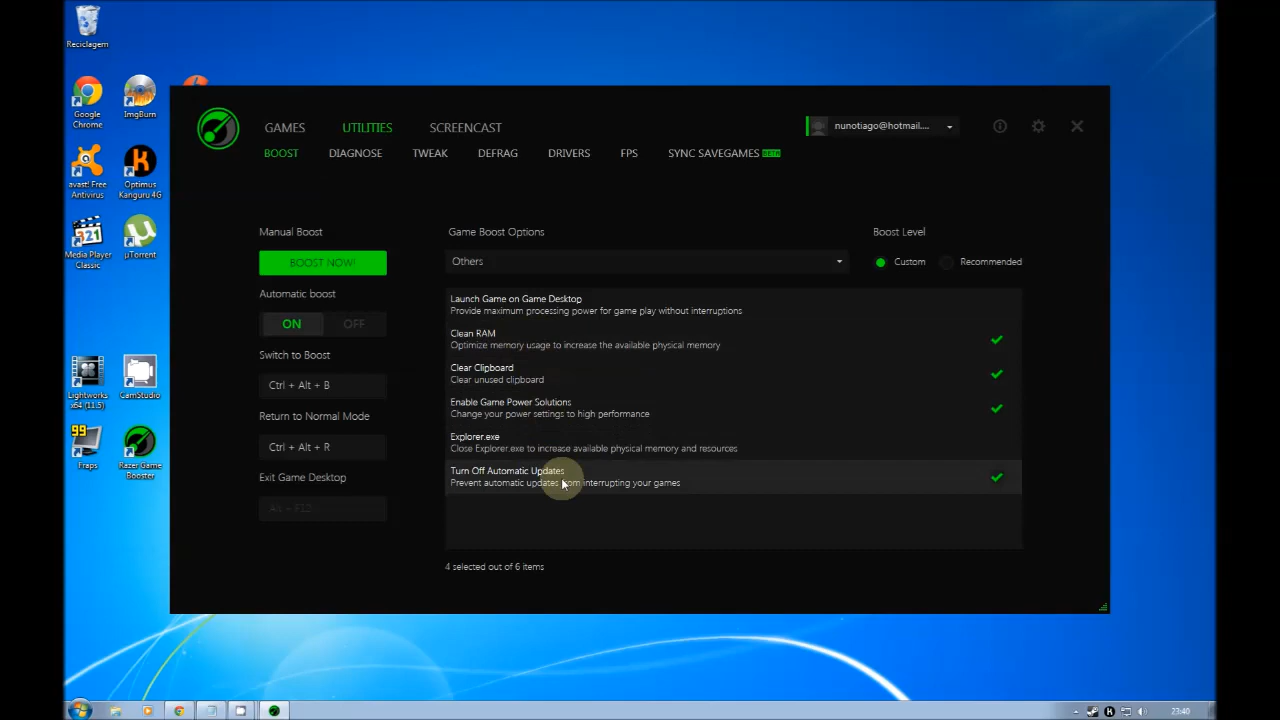 Reciclagem
Google
Chrome
ImgBurn
avast! Free
Antivirus
Optimus
Kanguru 4G
Media Player
Classic
µTorrent
Lightworks
x64 (11.5)
CamStudio
99
Fraps
Razer Game
Booster
GAMES UTILITIES SCREENCAST
nunotiago@hotmail....
BOOST DIAGNOSE TWEAK DEFRAG DRIVERS FPS SYNC SAVEGAMES BETA
Manual Boost
BOOST NOW!
Automatic boost
ON OFF
Switch to Boost
Ctrl + Alt + B
Return to Normal Mode
Ctrl + Alt + R
Exit Game Desktop
Alt + F12
Game Boost Options
Others
Boost Level
Custom Recommended
Launch Game on Game Desktop
Provide maximum processing power for game play without interruptions
Clean RAM
Optimize memory usage to increase the available physical memory
Clear Clipboard
Clear unused clipboard
Enable Game Power Solutions
Change your power settings to high performance
Explorer.exe
Close Explorer.exe to increase available physical memory and resources
Turn Off Automatic Updates
Prevent automatic updates from interrupting your games
4 selected out of 6 items
23:40